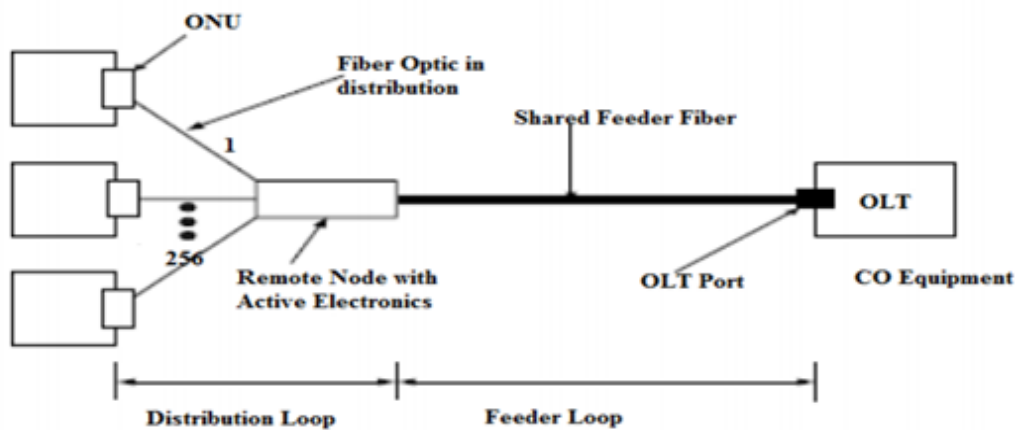 ONU
Fiber Optic in
distribution
Shared Feeder Fiber
1
OLT
256
Remote Node with
Active Electronics
OLT Port
CO Equipment
Distribution Loop
Feeder Loop